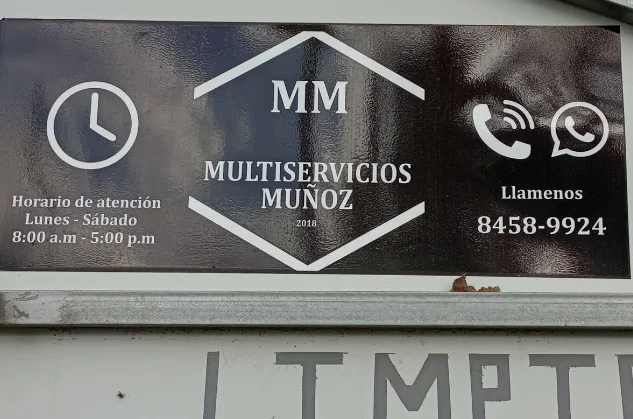 MM
MULTISERVICIOS
MUÑOZ
2018
Horario de atención
Lunes - Sábado
8:00 a.m - 5:00 p.m
Llamenos
8458-9924